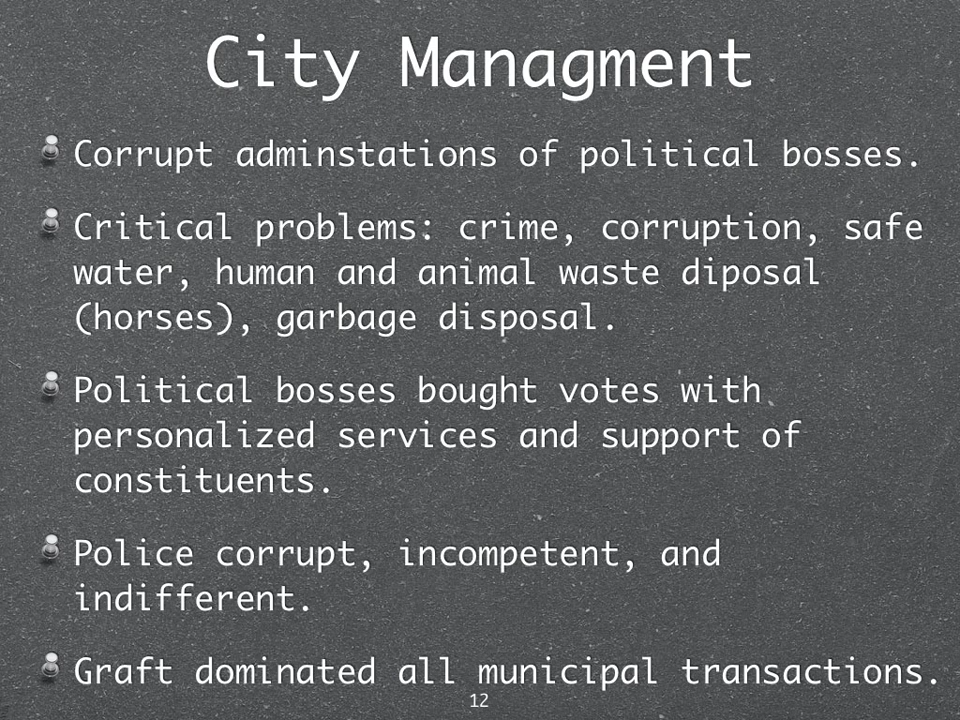 City Managment
Corrupt adminstations of political bosses.
Critical problems: crime, corruption, safe
water, human and animal waste diposal
(horses), garbage disposal.
Political bosses bought votes with
personalized services and support of
constituents.
Police corrupt, incompetent, and
indifferent.
Graft dominated all municipal transactions.
12